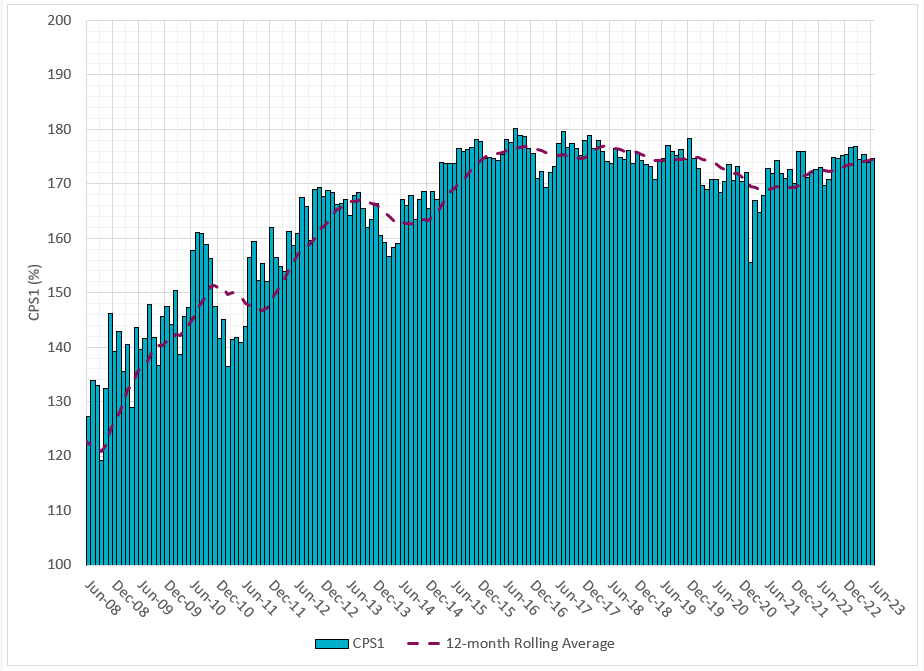 200
190
180
170
160
150
140
130
120
110
100
CPS1 (%)
Jun-08
Dec-08
Jun-09
Dec-09
Jun-10
Dec-10
Jun-11
Dec-11
Jun-12
Dec-12
Jun-13
Dec-13
Jun-14
Dec-14
Jun-15
Dec-15
Jun-16
Dec-16
Jun-17
Dec-17
Jun-18
Dec-18
Jun-19
Dec-19
Jun-20
Dec-20
Jun-21
Dec-21
Jun-22
Dec-22
Jun-23
CPS1
12-month Rolling Average